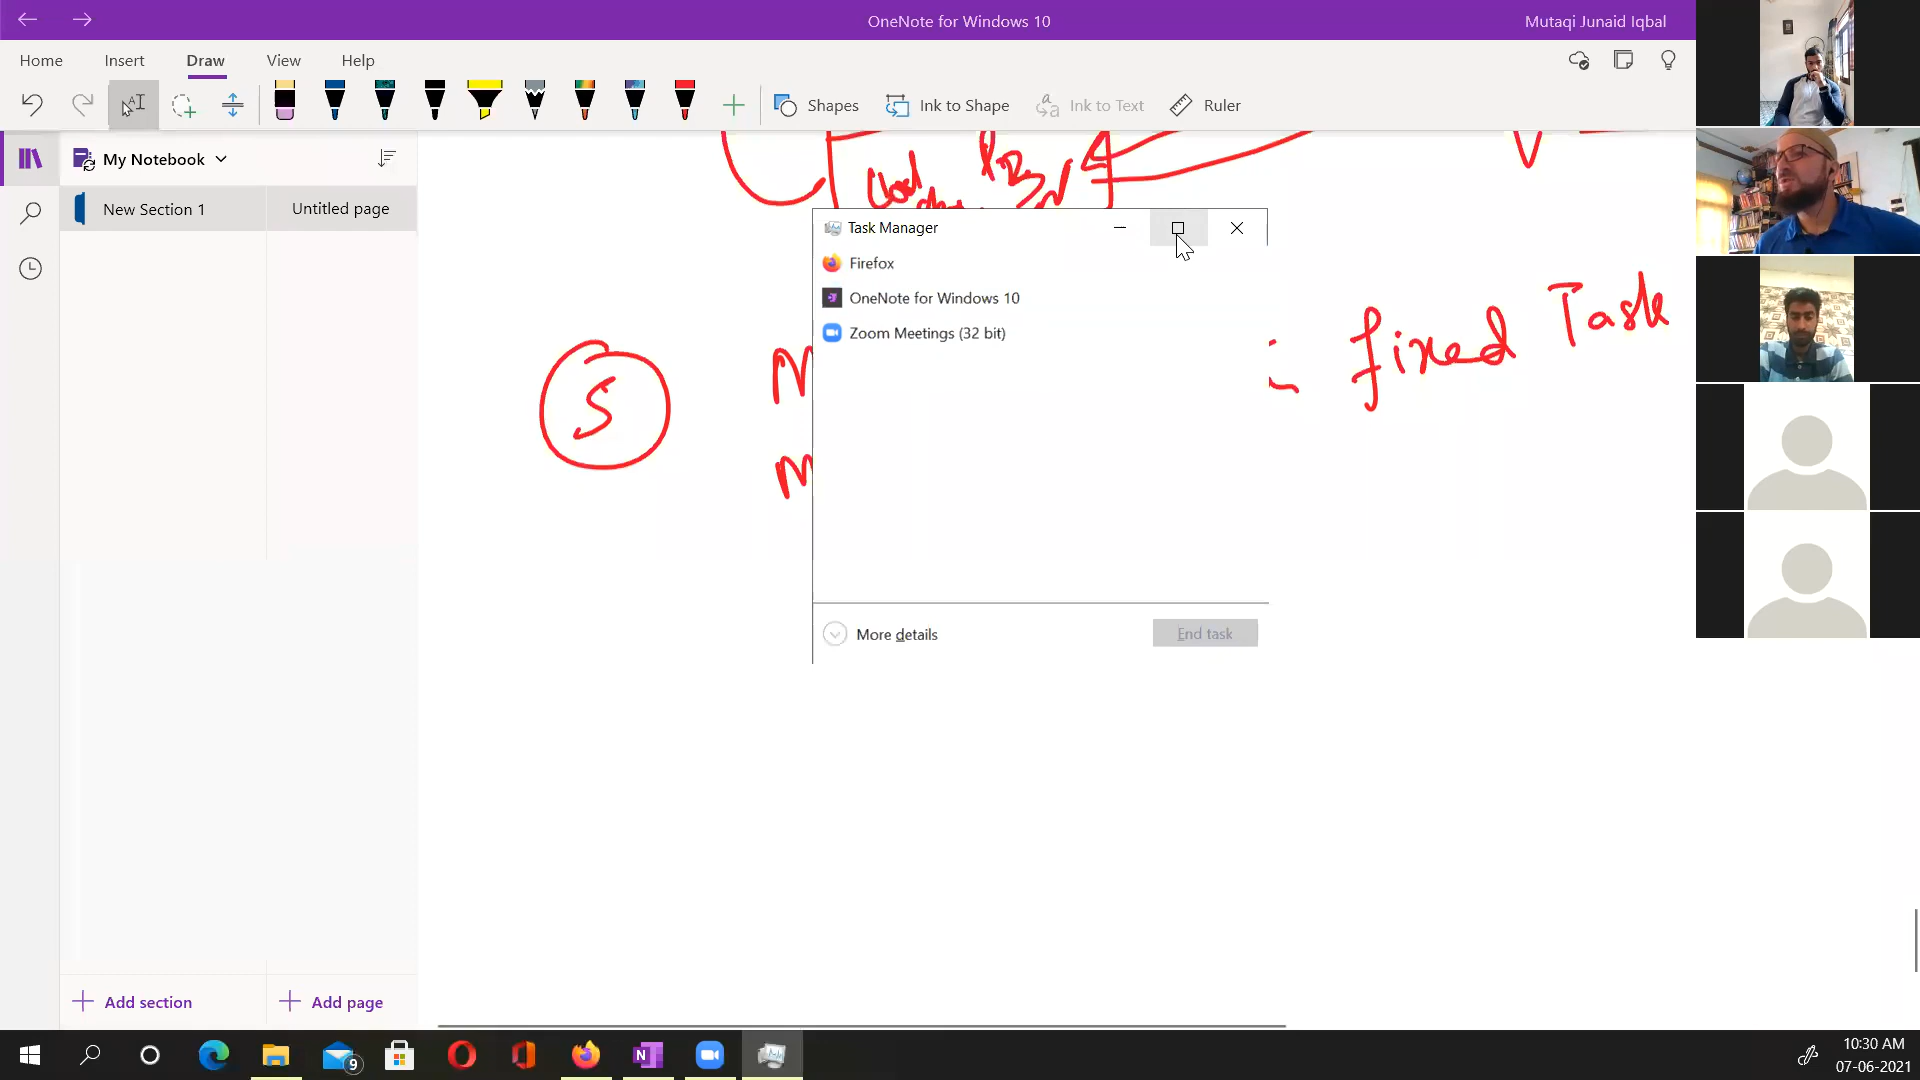 OneNote for Windows 10
Mutaqi Junaid Iqbal
Home Insert Draw View Help
Shapes Ink to Shape Ink to Text Ruler
My Notebook
New Section 1
Untitled page
Task Manager
Firefox
OneNote for Windows 10
Zoom Meetings (32 bit)
More details
End task
fixed Task
S
Add section
Add page
9
10:30 AM
07-06-2021